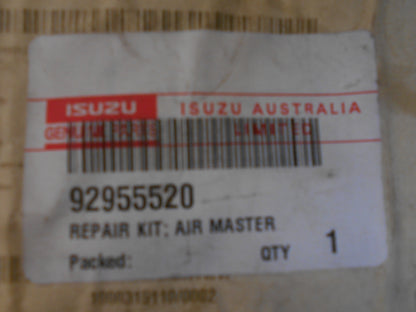 ISUZU ISUZU AUSTRALIA
GENUINE PARTS LIMITED
92955520
REPAIR KIT; AIR MASTER
Packed: QTY 1